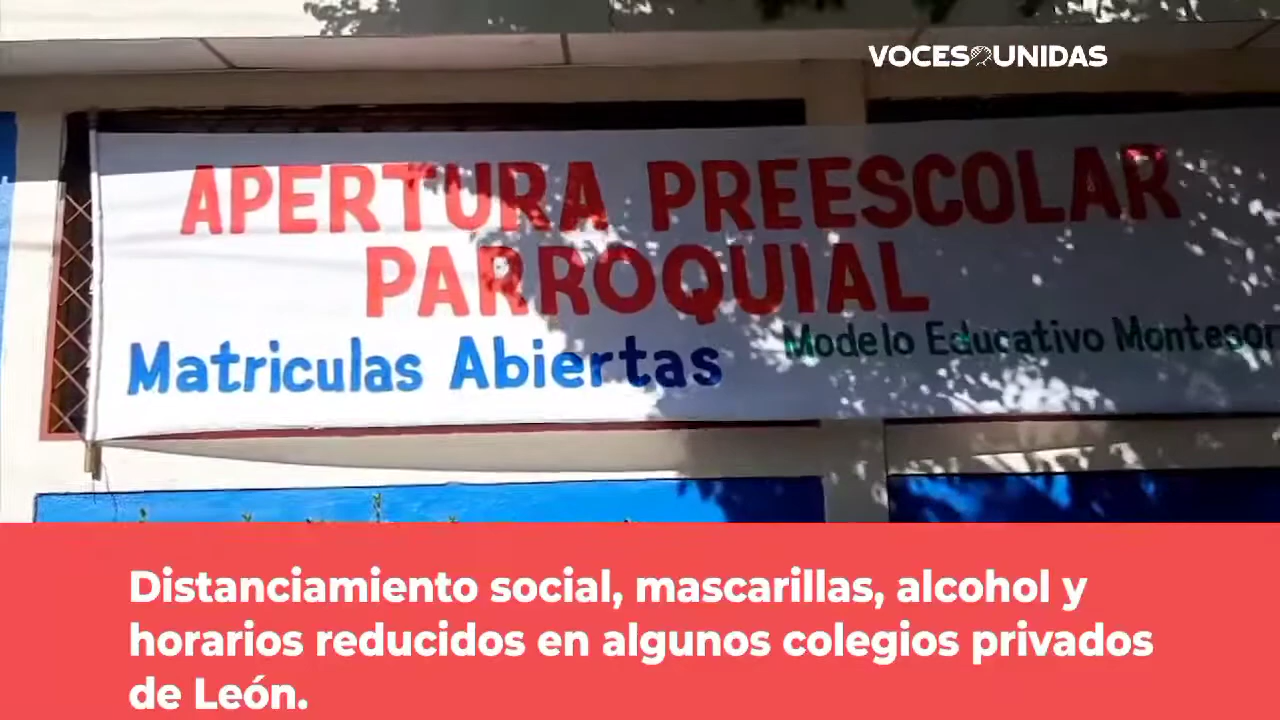 VOCES UNIDAS
APERTURA PREESCOLAR
PARROQUIAL
Matriculas Abiertas
Modelo Educativo Montesor
Distanciamiento social, mascarillas, alcohol y
horarios reducidos en algunos colegios privados
de León.